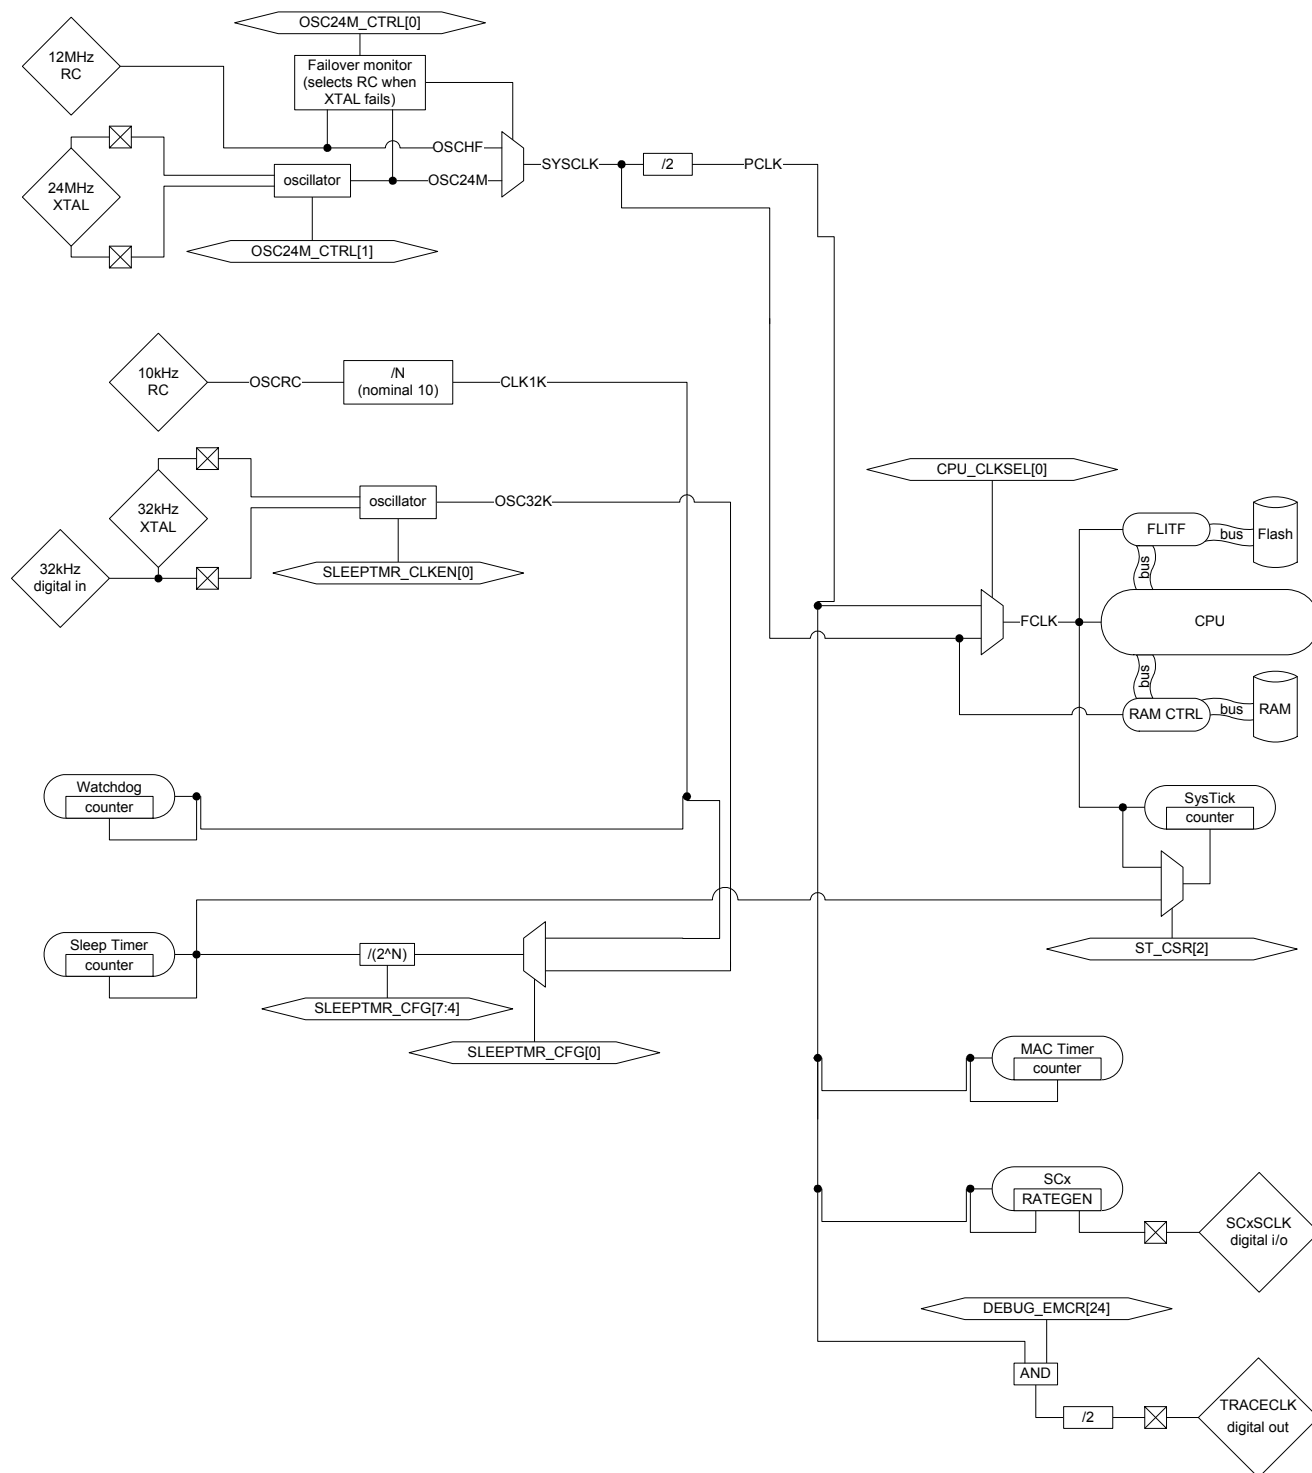 OSC24M_CTRL[0]
12MHz
RC
Failover monitor
(selects RC when
XTAL fails)
OSCHF
SYSCLK
/2
PCLK
24MHz
XTAL
oscillator
OSC24M
OSC24M_CTRL[1]
10kHz
RC
OSCRC
/N
(nominal 10)
CLK1K
CPU_CLKSEL[0]
32kHz
XTAL
oscillator
OSC32K
32kHz
digital in
SLEEPTMR_CLKEN[0]
FLITF
bus
Flash
bus
FCLK
CPU
bus
RAM CTRL
bus
RAM
Watchdog
counter
SysTick
counter
Sleep Timer
counter
/(2^N)
ST_CSR[2]
SLEEPTMR_CFG[7:4]
SLEEPTMR_CFG[0]
MAC Timer
counter
SCx
RATEGEN
SCxSCLK
digital i/o
DEBUG_EMCR[24]
AND
/2
TRACECLK
digital out